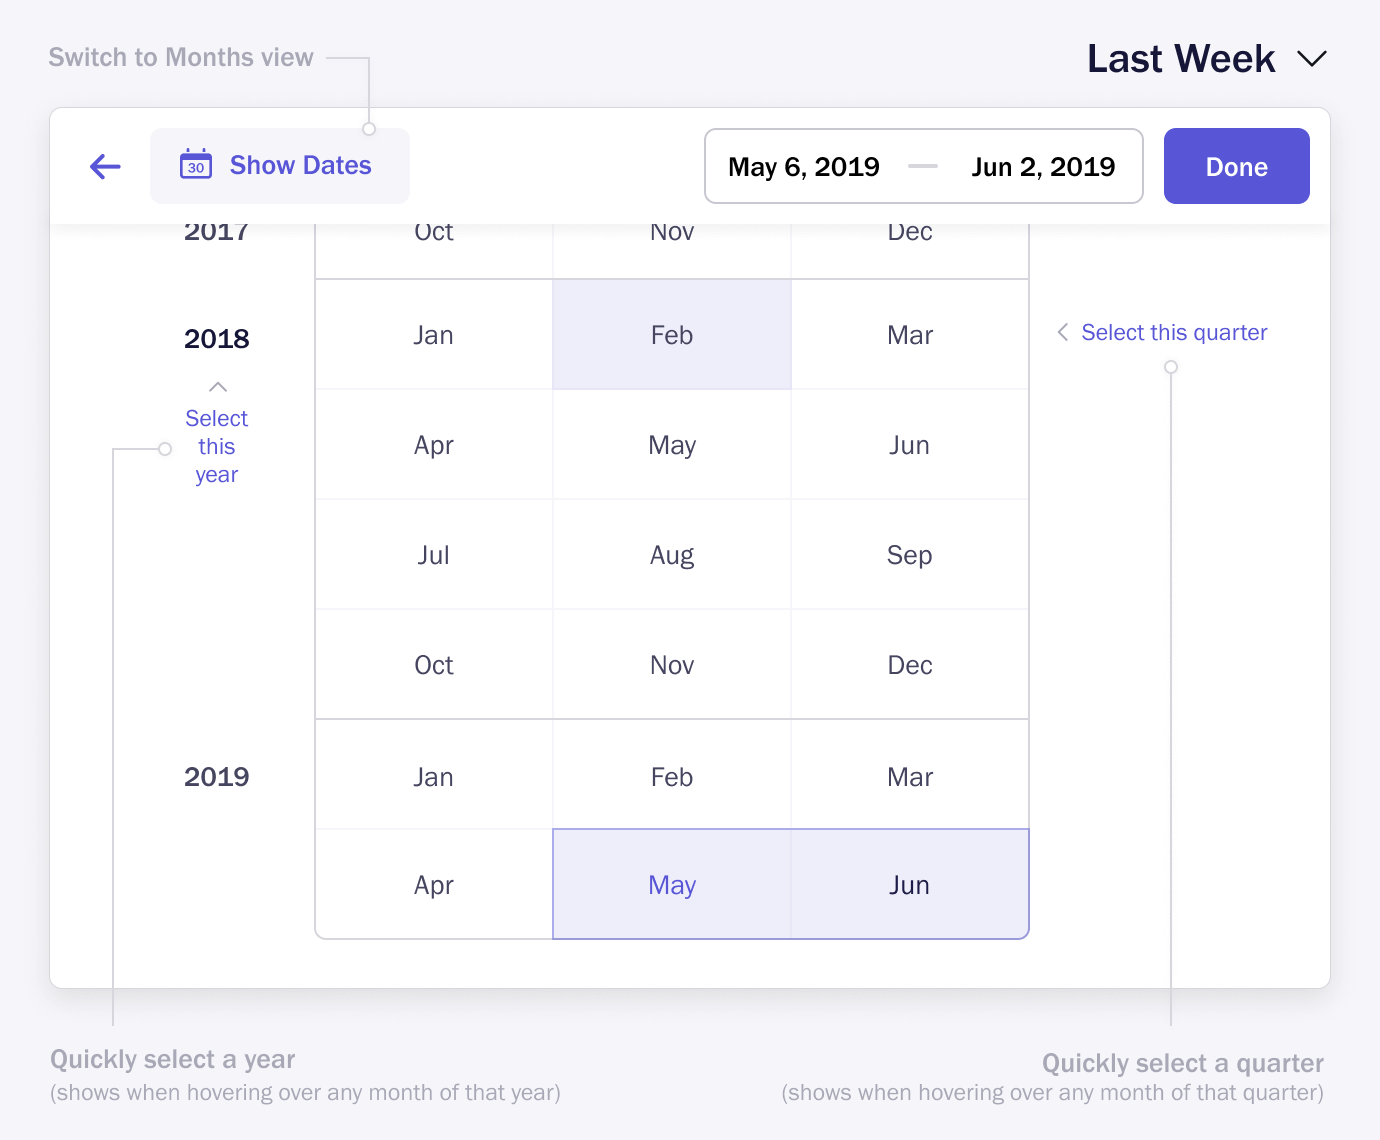 Switch to Months view
Last Week
30
Show Dates
May 6, 2019 — Jun 2, 2019
Done
2017
Oct Nov Dec
2018
Jan Feb Mar
Select this quarter
Select
this
year
Apr May Jun
Jul Aug Sep
Oct Nov Dec
2019
Jan Feb Mar
Apr May Jun
Quickly select a year
(shows when hovering over any month of that year)
Quickly select a quarter
(shows when hovering over any month of that quarter)